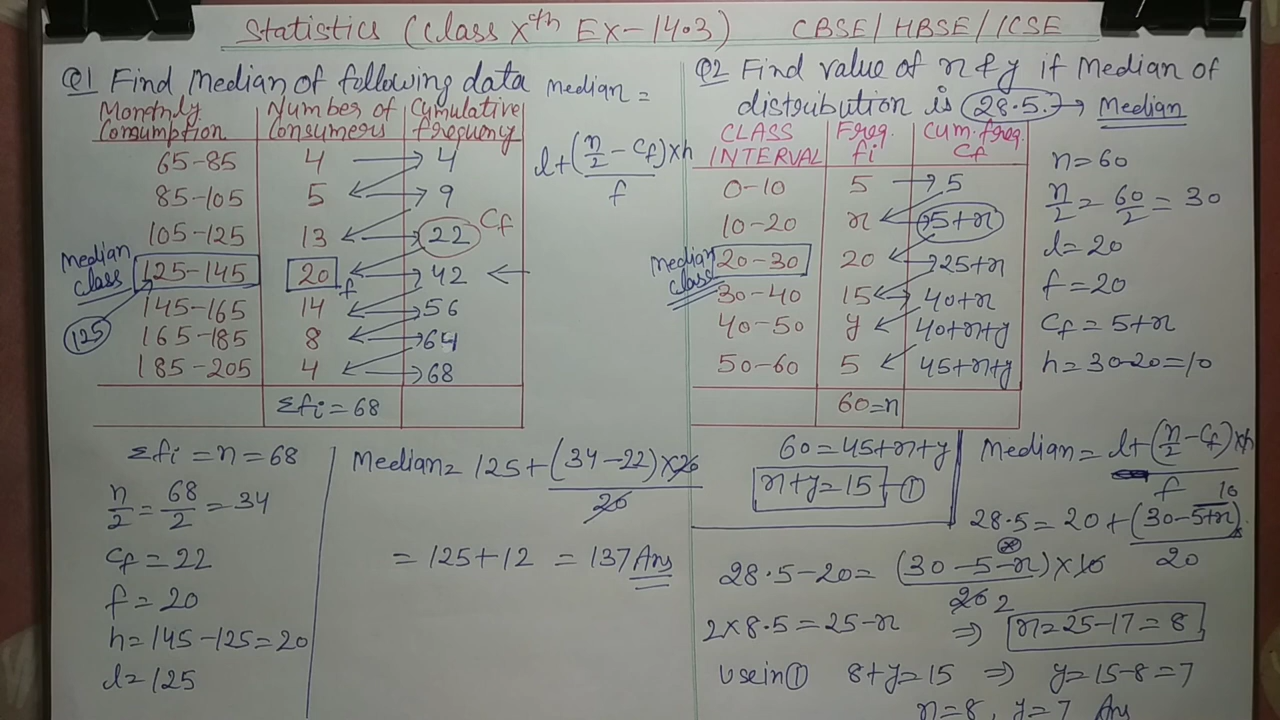 Statistics (Class Xth Ex-14.3) CBSE/HBSE/ICSE
Q1 Find Median of following data
Monthly Consumption Number of Consumers Cumulative frequency
65-85 4 4
85-105 5 9
105-125 13 22 Cf
median class 125-145 20 f 42
125
145-165 14 56
165-185 8 64
185-205 4 68
Σfi = 68
Median =
l+(n/2 - Cf)×h / f
Σfi = n = 68
n/2 = 68/2 = 34
Cf = 22
f = 20
h = 145-125 = 20
l = 125
Median = 125+(34-22)×20 / 20
= 125+12 = 137 Ans
Q2 Find value of x & y if Median of
distribution is 28.5. → Median
CLASS INTERVAL Freq. fi Cum. freq. Cf
0-10 5 5
10-20 x 5+x
median class 20-30 20 25+x
30-40 15 40+x
40-50 y 40+x+y
50-60 5 45+x+y
60=n
n=60
n/2 = 60/2 = 30
l=20
f=20
Cf = 5+x
h=30-20=10
60=45+x+y
x+y=15 -①
Median = l+(n/2 - Cf)×h / f
28.5 = 20+(30-5+x)×10 / 20
28.5-20 = (30-5-x)×10 / 20 2
2×8.5=25-x ⇒ x=25-17=8
Use in ① 8+y=15 ⇒ y=15-8=7
x=8, y=7 Ans